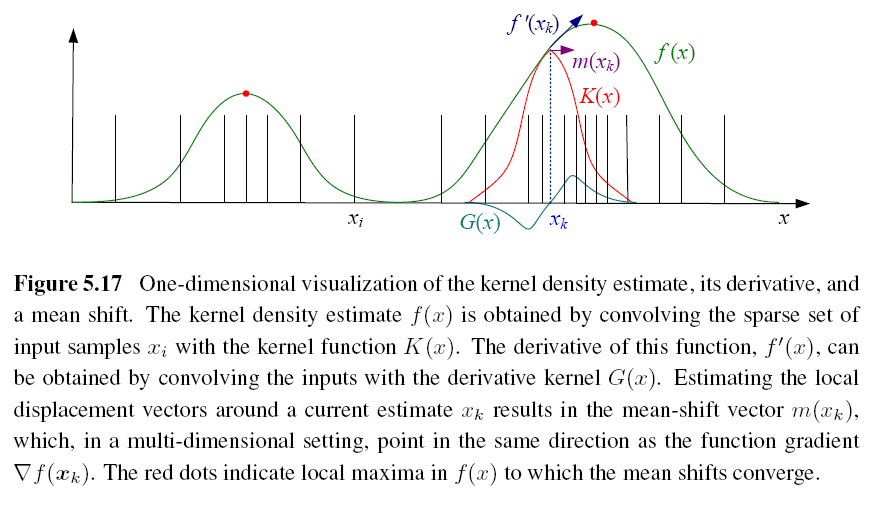 f '(xk)
f (x)
m(xk)
K(x)
xi
G(x)
xk
x
Figure 5.17 One-dimensional visualization of the kernel density estimate, its derivative, and
a mean shift. The kernel density estimate f(x) is obtained by convolving the sparse set of
input samples xi with the kernel function K(x). The derivative of this function, f′(x), can
be obtained by convolving the inputs with the derivative kernel G(x). Estimating the local
displacement vectors around a current estimate xk results in the mean-shift vector m(xk),
which, in a multi-dimensional setting, point in the same direction as the function gradient
∇f(xk). The red dots indicate local maxima in f(x) to which the mean shifts converge.